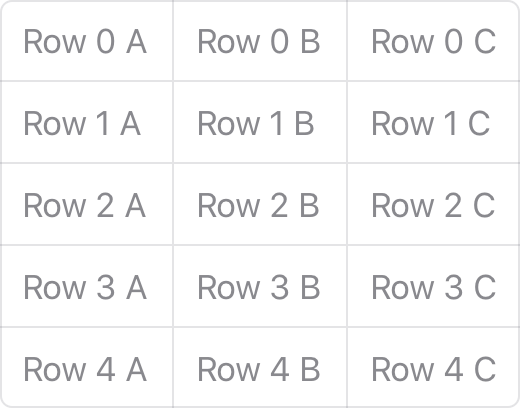 Row 0 A Row 0 B Row 0 C
Row 1 A Row 1 B Row 1 C
Row 2 A Row 2 B Row 2 C
Row 3 A Row 3 B Row 3 C
Row 4 A Row 4 B Row 4 C